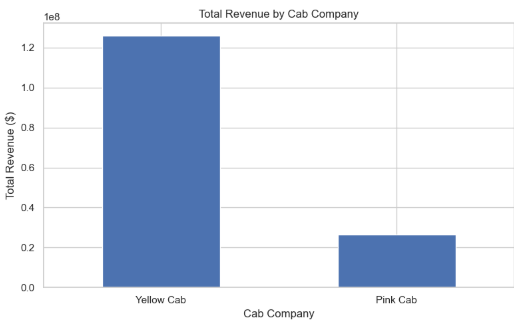 Total Revenue by Cab Company
1e8
1.2
1.0
0.8
0.6
0.4
0.2
0.0
Total Revenue ($)
Yellow Cab
Pink Cab
Cab Company